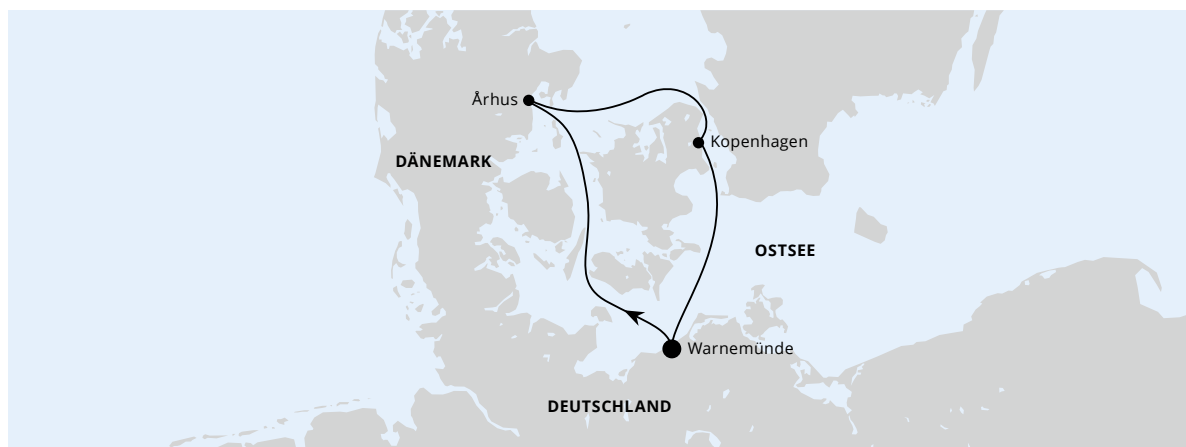 Århus
Kopenhagen
DÄNEMARK
OSTSEE
Warnemünde
DEUTSCHLAND